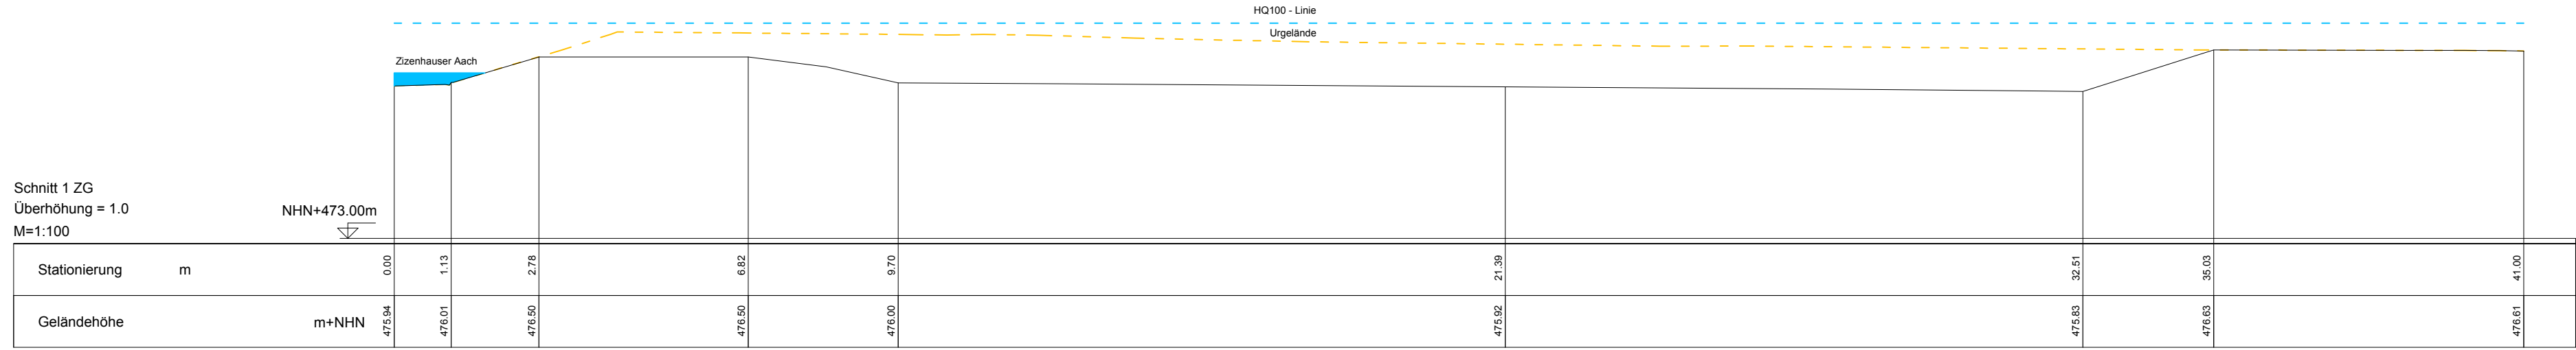 HQ100 - Linie
Urgelände
Zizenhauser Aach
Schnitt 1 ZG
Überhöhung = 1.0
NHN+473.00m
M=1:100
Stationierung m 0.00 1.13 2.78 6.82 9.70 21.39 32.51 35.03 41.00
Geländehöhe m+NHN 475.94 476.01 476.50 476.50 476.00 475.92 475.83 476.63 476.61